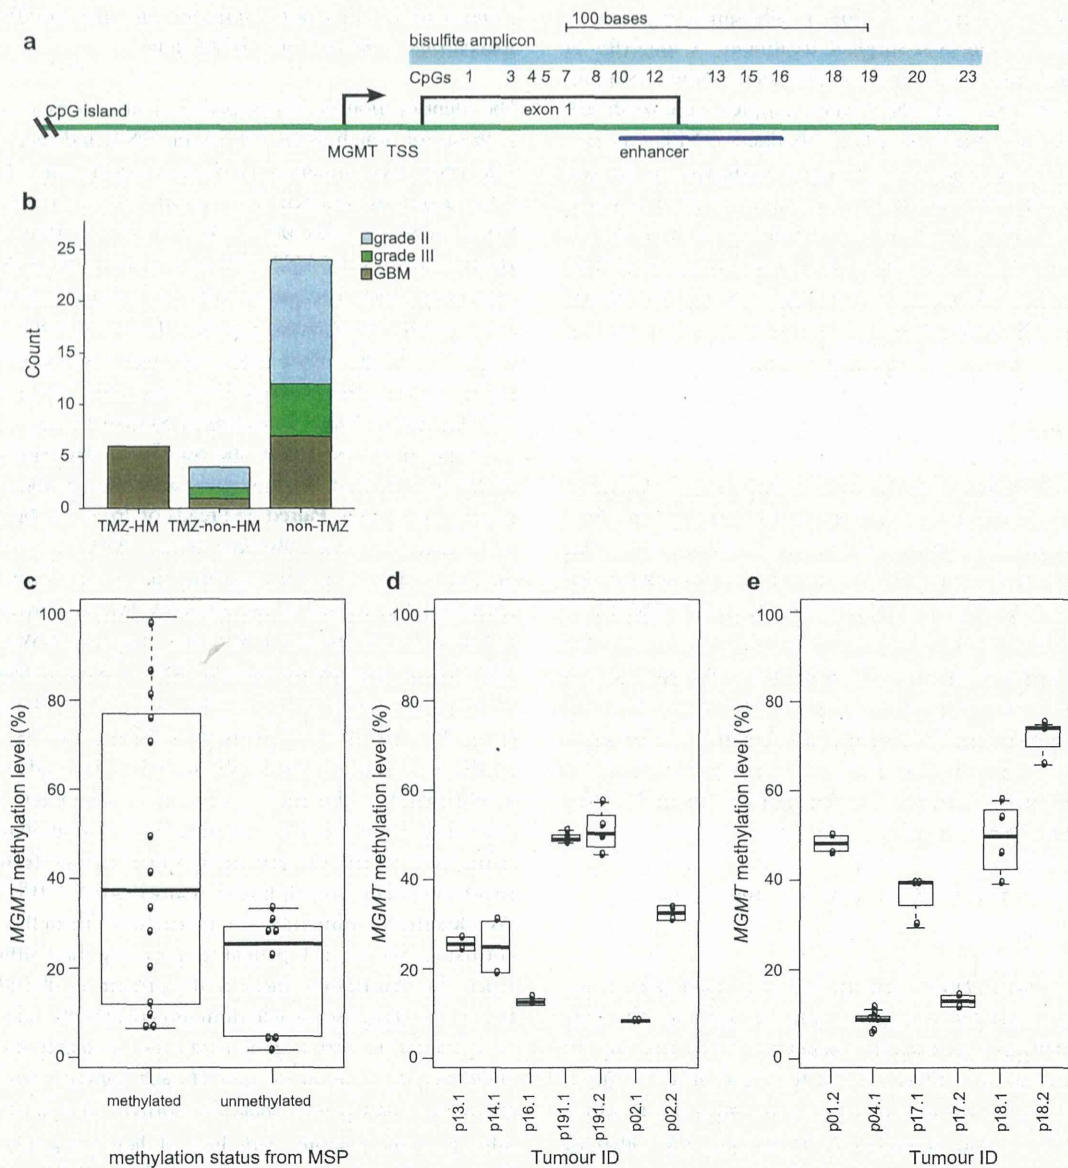 a
100 bases
bisulfite amplicon
CpGs 1 3 4 5 7 8 10 12 13 15 16 18 19 20 23
CpG island
exon 1
MGMT TSS
enhancer
b
grade II
grade III
GBM
Count
25
20
15
10
5
0
TMZ-HM TMZ-non-HM non-TMZ
c
MGMT methylation level (%)
100
80
60
40
20
0
methylated unmethylated
methylation status from MSP
d
MGMT methylation level (%)
100
80
60
40
20
0
p13.1 p14.1 p16.1 p191.1 p191.2 p02.1 p02.2
Tumour ID
e
MGMT methylation level (%)
100
80
60
40
20
0
p01.2 p04.1 p17.1 p17.2 p18.1 p18.2
Tumour ID